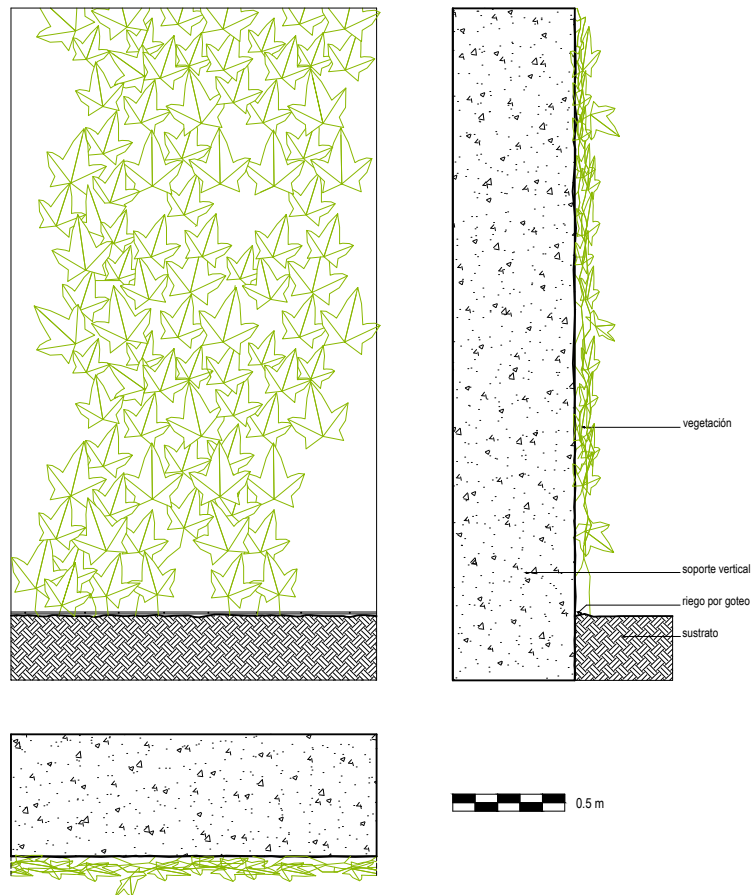 vegetación
soporte vertical
riego por goteo
sustrato
0.5 m